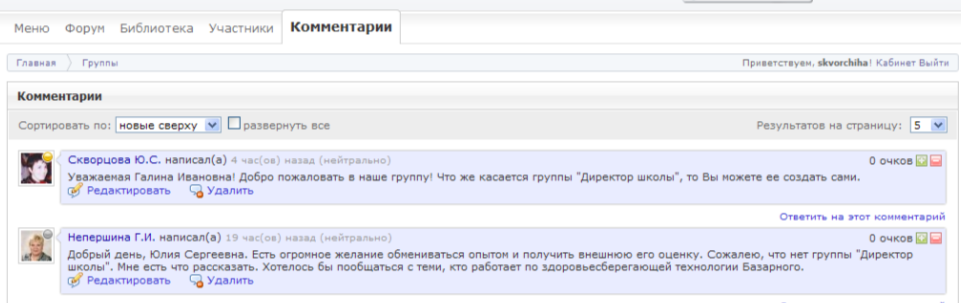 Меню Форум Библиотека Участники Комментарии
Главная Группы Приветствуем, skvorchiha! Кабинет Выйти
Комментарии
Сортировать по: новые сверху развернуть все Результатов на страницу: 5
Скворцова Ю.С. написал(а) 4 час(ов) назад (нейтрально) 0 очков
Уважаемая Галина Ивановна! Добро пожаловать в наше группу! Что же касается группы "Директор школы", то Вы можете ее создать сами.
Редактировать Удалить
Ответить на этот комментарий
Непершина Г.И. написал(а) 19 час(ов) назад (нейтрально) 0 очков
Добрый день, Юлия Сергеевна. Есть огромное желание обмениваться опытом и получить внешнюю его оценку. Сожалею, что нет группы "Директор
школы". Мне есть что рассказать. Хотелось бы пообщаться с теми, кто работает по здоровьесберегающей технологии Базарного.
Редактировать Удалить